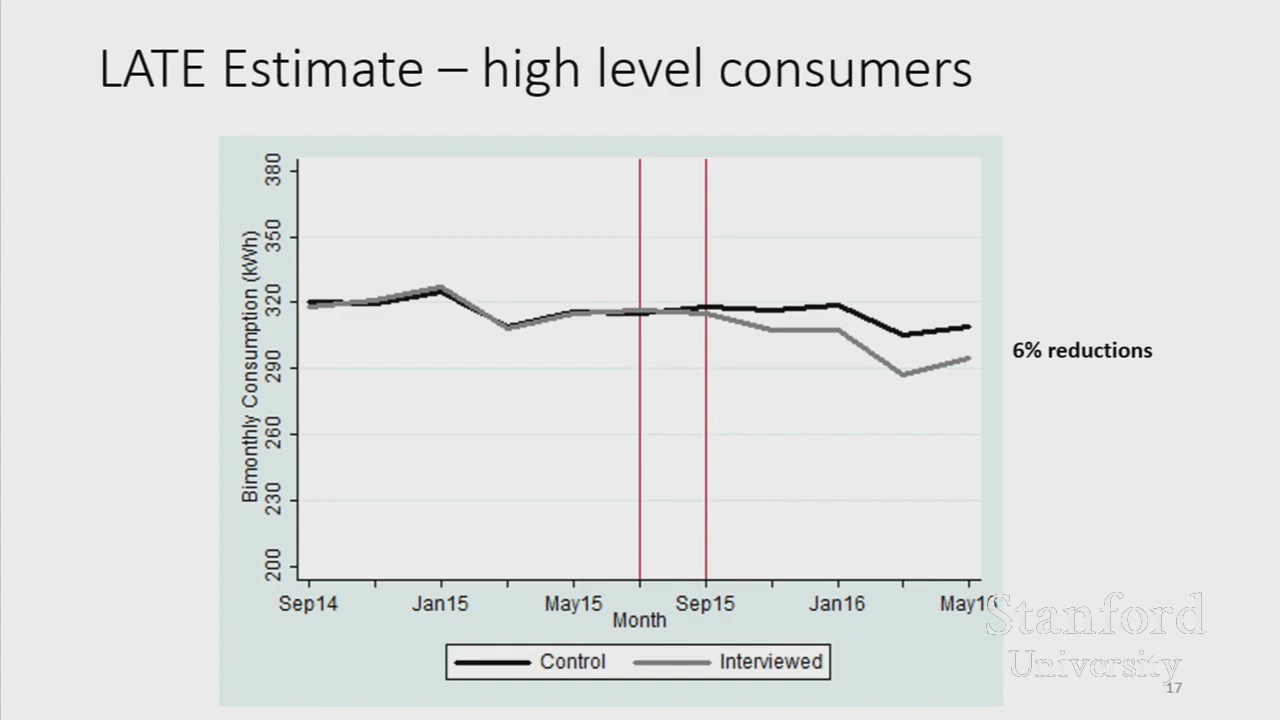 LATE Estimate – high level consumers
380
350
320
290
260
230
200
Bimonthly Consumption (kWh)
6% reductions
Sep14 Jan15 May15 Sep15 Jan16 May16
Month
Control Interviewed
Stanford
University
17